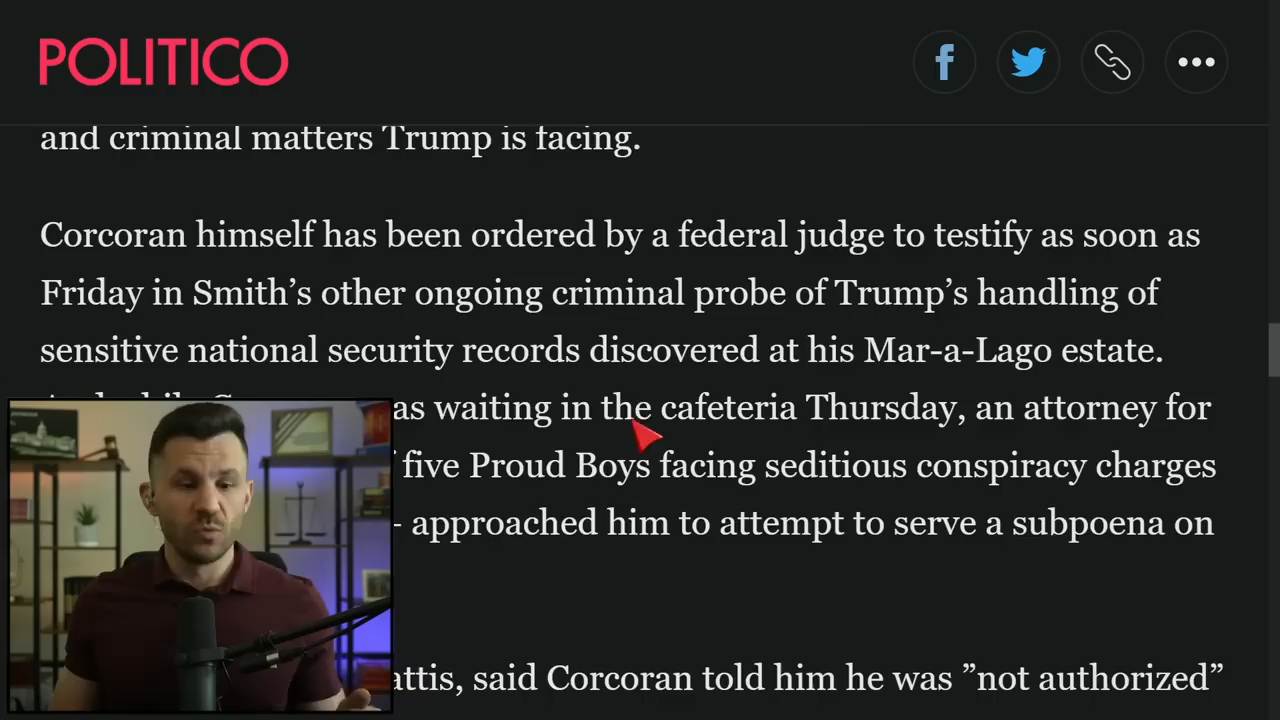 POLITICO
and criminal matters Trump is facing.
Corcoran himself has been ordered by a federal judge to testify as soon as
Friday in Smith’s other ongoing criminal probe of Trump’s handling of
sensitive national security records discovered at his Mar-a-Lago estate.
as waiting in the cafeteria Thursday, an attorney for
five Proud Boys facing seditious conspiracy charges
- approached him to attempt to serve a subpoena on
attis, said Corcoran told him he was ”not authorized”